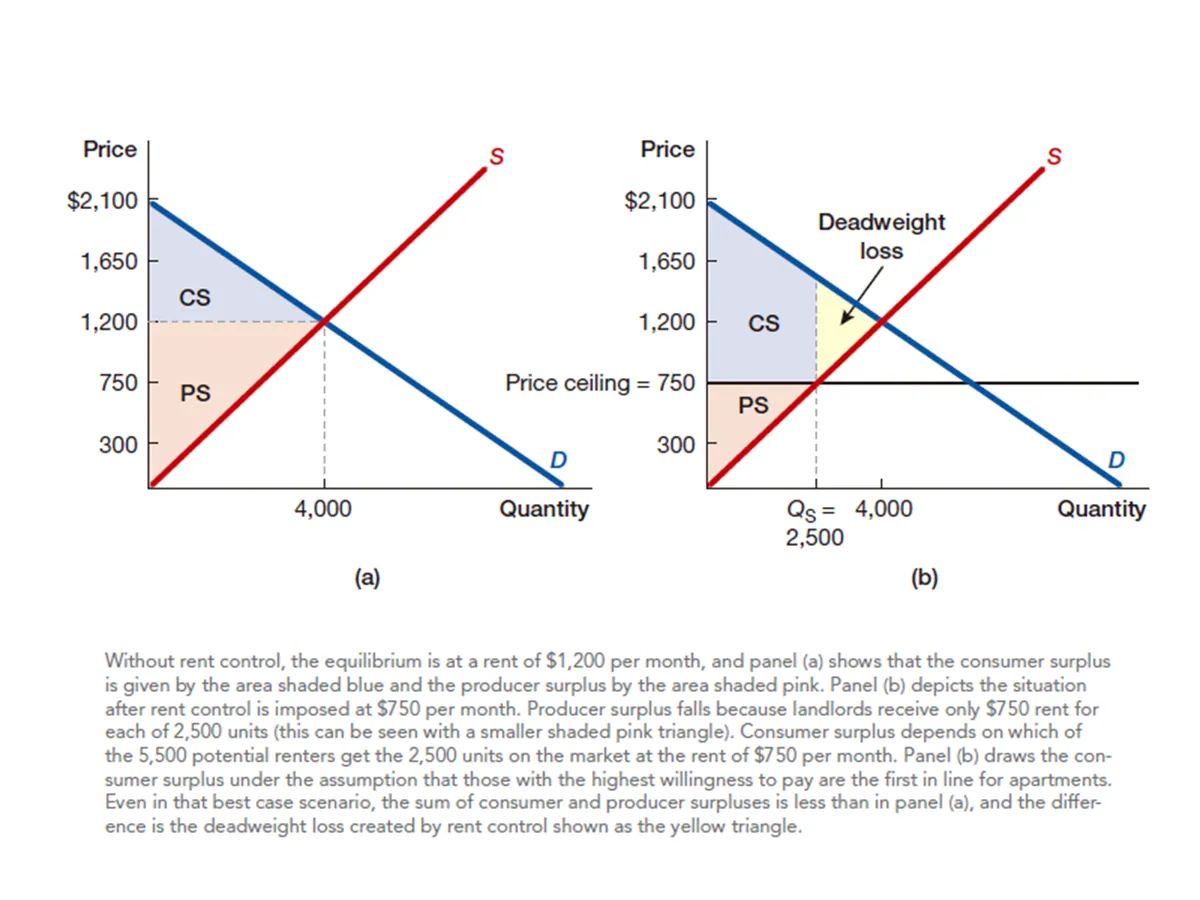 Price
S
$2,100
1,650
CS
1,200
750
PS
300
D
4,000
Quantity
(a)
Price
S
$2,100
Deadweight
loss
1,650
1,200
CS
Price ceiling = 750
PS
300
D
QS = 4,000
2,500
Quantity
(b)
Without rent control, the equilibrium is at a rent of $1,200 per month, and panel (a) shows that the consumer surplus
is given by the area shaded blue and the producer surplus by the area shaded pink. Panel (b) depicts the situation
after rent control is imposed at $750 per month. Producer surplus falls because landlords receive only $750 rent for
each of 2,500 units (this can be seen with a smaller shaded pink triangle). Consumer surplus depends on which of
the 5,500 potential renters get the 2,500 units on the market at the rent of $750 per month. Panel (b) draws the con-
sumer surplus under the assumption that those with the highest willingness to pay are the first in line for apartments.
Even in that best case scenario, the sum of consumer and producer surpluses is less than in panel (a), and the differ-
ence is the deadweight loss created by rent control shown as the yellow triangle.